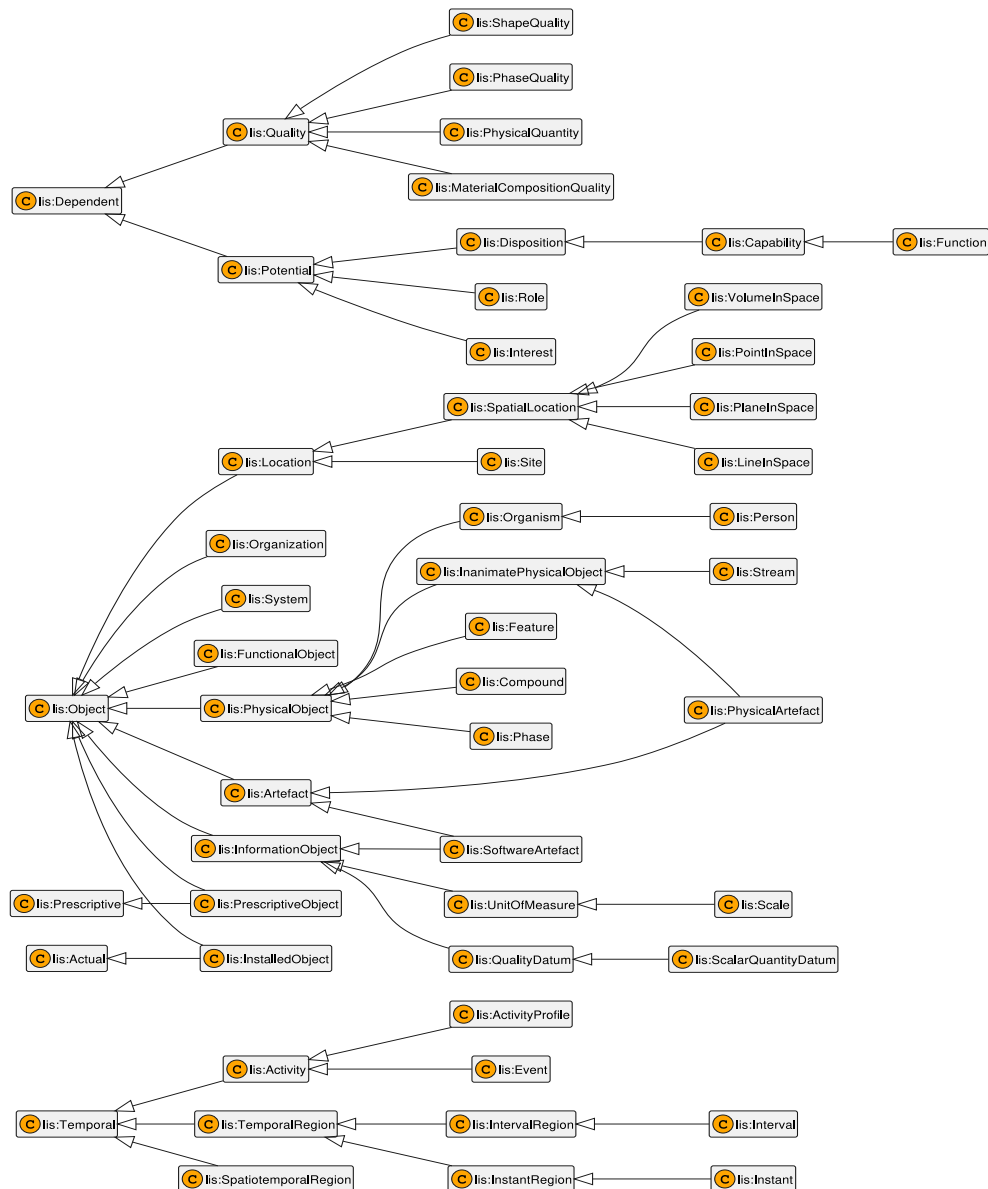 C lis:ShapeQuality
C lis:PhaseQuality
C lis:Quality
C lis:PhysicalQuantity
C lis:MaterialCompositionQuality
C lis:Dependent
C lis:Disposition
C lis:Capability
C lis:Function
C lis:Potential
C lis:Role
C lis:VolumeInSpace
C lis:Interest
C lis:PointInSpace
C lis:SpatialLocation
C lis:PlaneInSpace
C lis:Location
C lis:Site
C lis:LineInSpace
C lis:Organism
C lis:Person
C lis:Organization
C lis:InanimatePhysicalObject
C lis:Stream
C lis:System
C lis:Feature
C lis:FunctionalObject
C lis:Compound
C lis:Object
C lis:PhysicalObject
C lis:PhysicalArtefact
C lis:Phase
C lis:Artefact
C lis:InformationObject
C lis:SoftwareArtefact
C lis:Prescriptive
C lis:PrescriptiveObject
C lis:UnitOfMeasure
C lis:Scale
C lis:Actual
C lis:InstalledObject
C lis:QualityDatum
C lis:ScalarQuantityDatum
C lis:ActivityProfile
C lis:Activity
C lis:Event
C lis:Temporal
C lis:TemporalRegion
C lis:IntervalRegion
C lis:Interval
C lis:SpatiotemporalRegion
C lis:InstantRegion
C lis:Instant